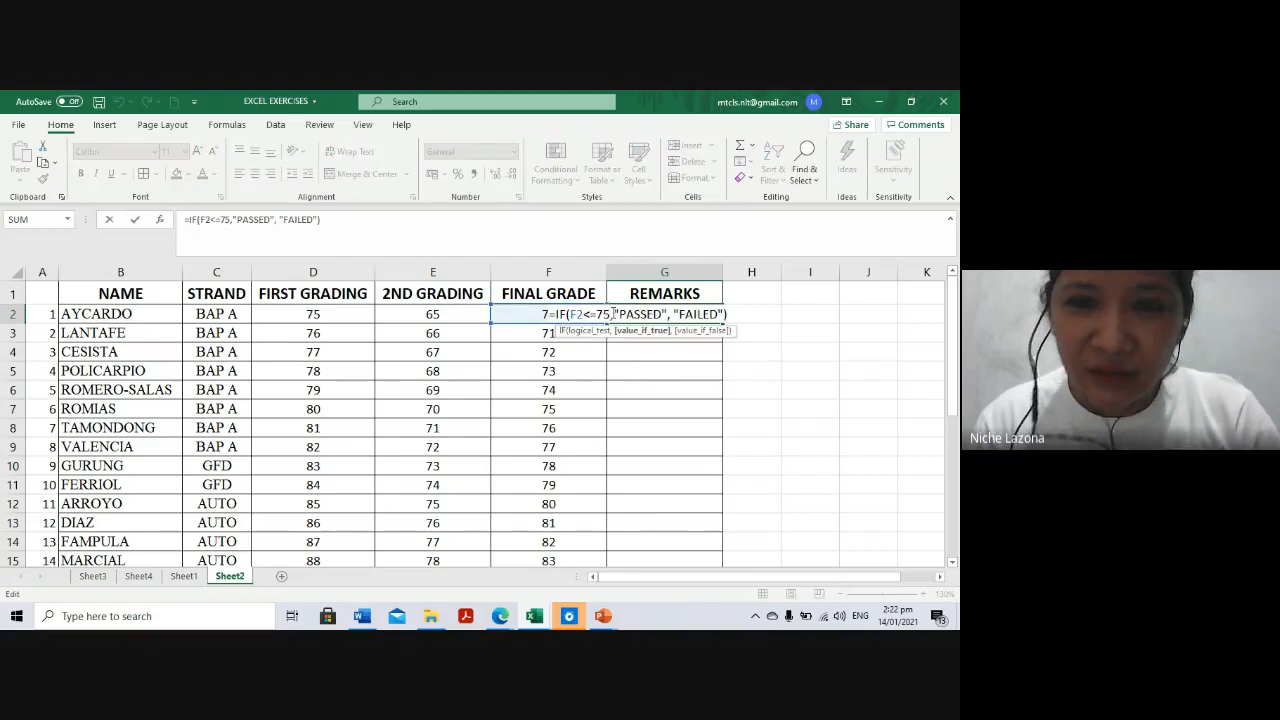 AutoSave Off EXCEL EXERCISES Search mtcls.nlt@gmail.com M
File Home Insert Page Layout Formulas Data Review View Help Share Comments
Paste Calibri 11 A A Wrap Text General Conditional Formatting Format as Table Cell Styles Insert Delete Format Sort & Filter Find & Select Ideas Sensitivity
B I U Merge & Center
Clipboard Font Alignment Number Styles Cells Editing Ideas Sensitivity
SUM fx =IF(F2<=75,"PASSED", "FAILED")
A B C D E F G H I J K
1 NAME STRAND FIRST GRADING 2ND GRADING FINAL GRADE REMARKS
2 1 AYCARDO BAP A 75 65 7=IF(F2<=75,"PASSED", "FAILED")
IF(logical_test, [value_if_true], [value_if_false])
3 2 LANTAFE BAP A 76 66 71
4 3 CESISTA BAP A 77 67 72
5 4 POLICARPIO BAP A 78 68 73
6 5 ROMERO-SALAS BAP A 79 69 74
7 6 ROMIAS BAP A 80 70 75
8 7 TAMONDONG BAP A 81 71 76
9 8 VALENCIA BAP A 82 72 77
10 9 GURUNG GFD 83 73 78
11 10 FERRIOL GFD 84 74 79
12 11 ARROYO AUTO 85 75 80
13 12 DIAZ AUTO 86 76 81
14 13 FAMPULA AUTO 87 77 82
15 14 MARCIAL AUTO 88 78 83
Niche Lazona
Sheet3 Sheet4 Sheet1 Sheet2
Edit 130%
Type here to search ENG 2:22 pm
14/01/2021